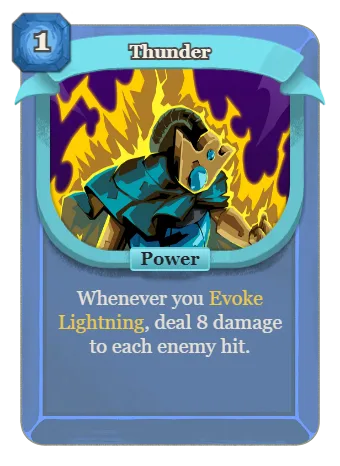 1
Thunder
Power
Whenever you Evoke
Lightning, deal 8 damage
to each enemy hit.